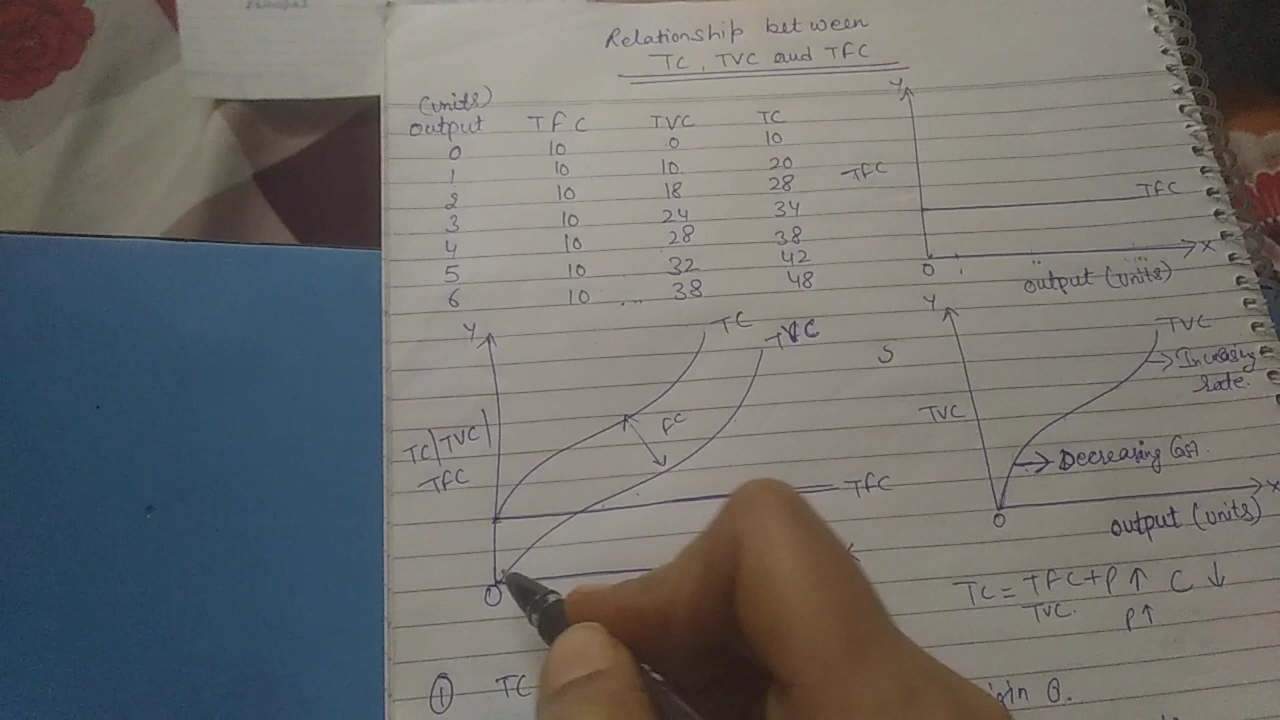 Relationship between
TC, TVC and TFC
(units)
output TFC TVC TC
0 10 0 10
1 10 10 20
2 10 18 28
3 10 24 34
4 10 28 38
5 10 32 42
6 10 ... 38 48
Y
TFC
TFC
0
X
output (units)
Y
TC
TVC
TC|TVC|
TFC
FC
TFC
0
S
Y
TVC
Increasing
rate.
TVC
Decreasing
0
X
output (units)
TC = TFC+P↑ C↓
TVC. P↑
① TC